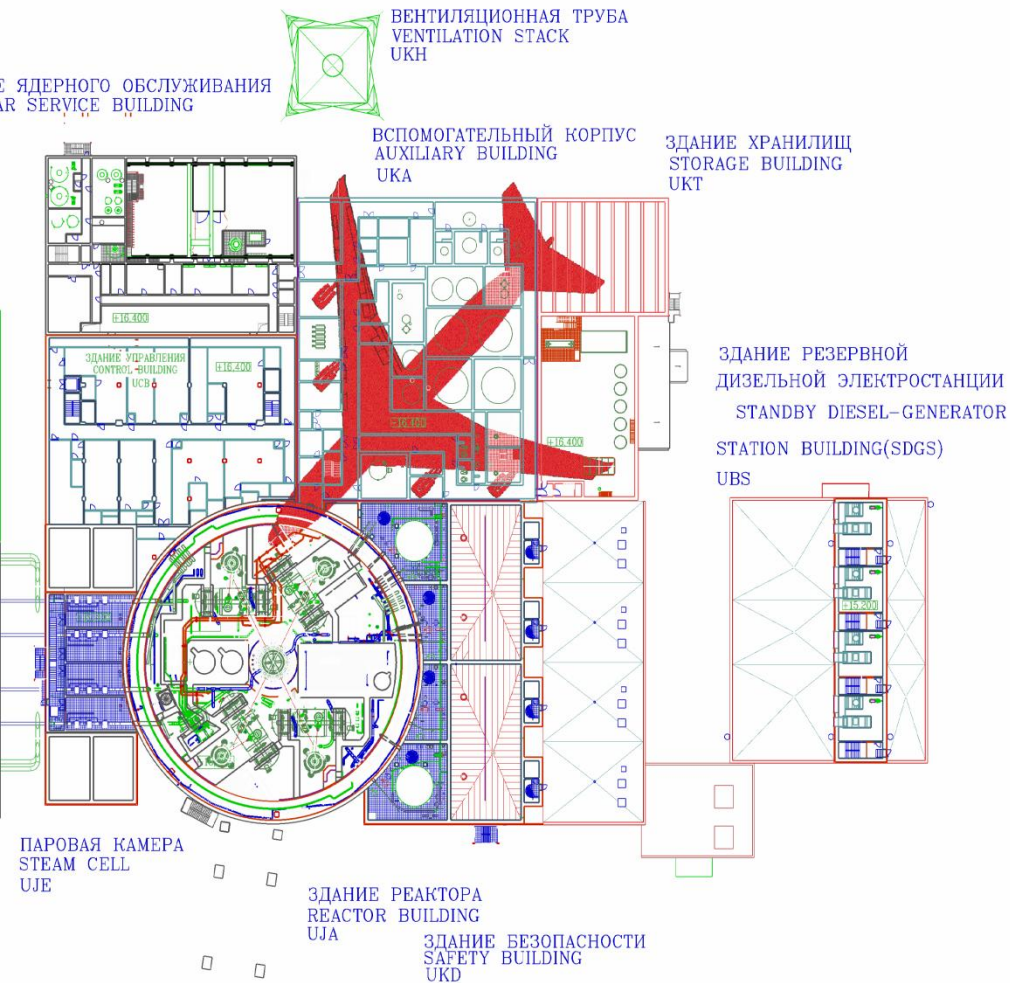 ВЕНТИЛЯЦИОННАЯ ТРУБА
VENTILATION STACK
UKH
ЯДЕРНОГО ОБСЛУЖИВАНИЯ
SERVICE BUILDING
ВСПОМОГАТЕЛЬНЫЙ КОРПУС
AUXILIARY BUILDING
UKA
ЗДАНИЕ ХРАНИЛИЩ
STORAGE BUILDING
UKT
+16.400
ЗДАНИЕ УПРАВЛЕНИЯ
CONTROL BUILDING
UCB
+16.400
+16.400
+16.400
ЗДАНИЕ РЕЗЕРВНОЙ
ДИЗЕЛЬНОЙ ЭЛЕКТРОСТАНЦИИ
STANDBY DIESEL-GENERATOR
STATION BUILDING(SDGS)
UBS
+15.200
ПАРОВАЯ КАМЕРА
STEAM CELL
UJE
ЗДАНИЕ РЕАКТОРА
REACTOR BUILDING
UJA
ЗДАНИЕ БЕЗОПАСНОСТИ
SAFETY BUILDING
UKD